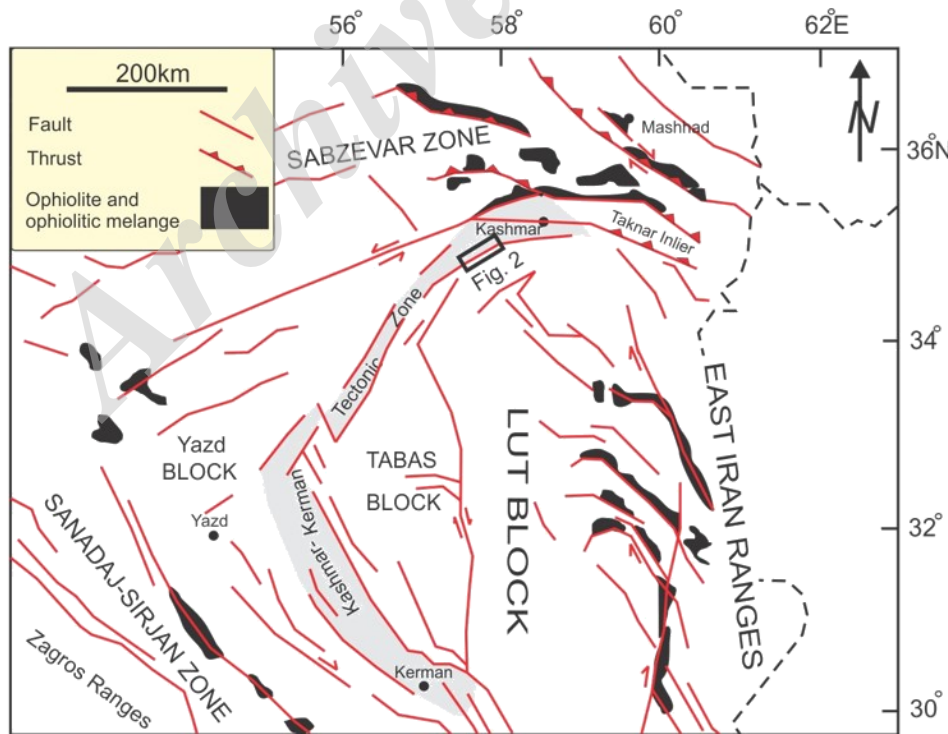 56° 58° 60° 62°E
200km
Fault
Thrust
Ophiolite and
ophiolitic melange
Archive
N
SABZEVAR ZONE
Mashhad
36°N
Kashmar
Taknar Inlier
Fig. 2
34°
Kashmar-Kerman Tectonic Zone
Yazd
BLOCK
TABAS
BLOCK
LUT BLOCK
EAST IRAN RANGES
Yazd
32°
SANADAJ-SIRJAN ZONE
Zagros Ranges
Kerman
30°